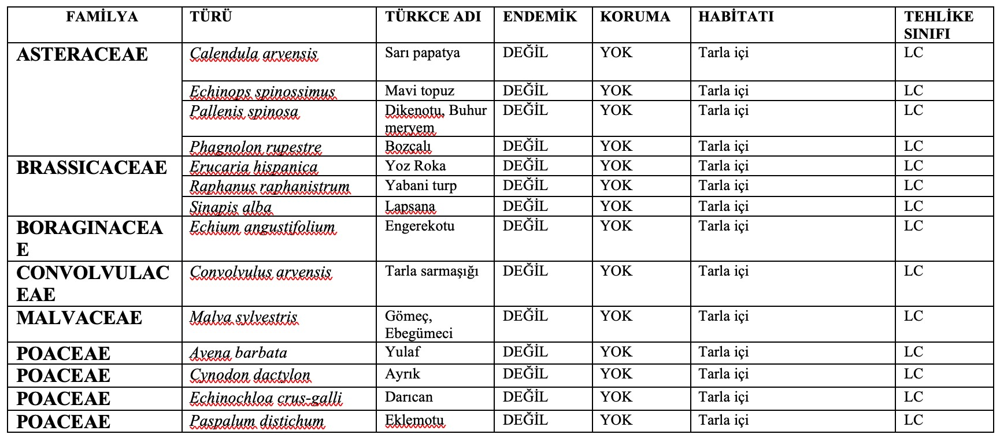 FAMİLYA TÜRÜ TÜRKCE ADI ENDEMİK KORUMA HABİTATI TEHLİKE
SINIFI
ASTERACEAE Calendula arvensis Sarı papatya DEĞİL YOK Tarla içi LC
Echinops spinossimus Mavi topuz DEĞİL YOK Tarla içi LC
Pallenis spinosa Dikenotu, Buhur DEĞİL YOK Tarla içi LC
meryem
Phagnolon rupestre Bozçalı DEĞİL YOK Tarla içi LC
BRASSICACEAE Erucaria hispanica Yoz Roka DEĞİL YOK Tarla içi LC
Raphanus raphanistrum Yabani turp DEĞİL YOK Tarla içi LC
Sinapis alba Lapsana DEĞİL YOK Tarla içi LC
BORAGINACEA Echium angustifolium Engerekotu DEĞİL YOK Tarla içi LC
E
CONVOLVULAC Convolvulus arvensis Tarla sarmaşığı DEĞİL YOK Tarla içi LC
EAE
MALVACEAE Malva sylvestris Gömeç, DEĞİL YOK Tarla içi LC
Ebegümeci
POACEAE Avena barbata Yulaf DEĞİL YOK Tarla içi LC
POACEAE Cynodon dactylon Ayrık DEĞİL YOK Tarla içi LC
POACEAE Echinochloa crus-galli Darıcan DEĞİL YOK Tarla içi LC
POACEAE Paspalum distichum Eklemotu DEĞİL YOK Tarla içi LC